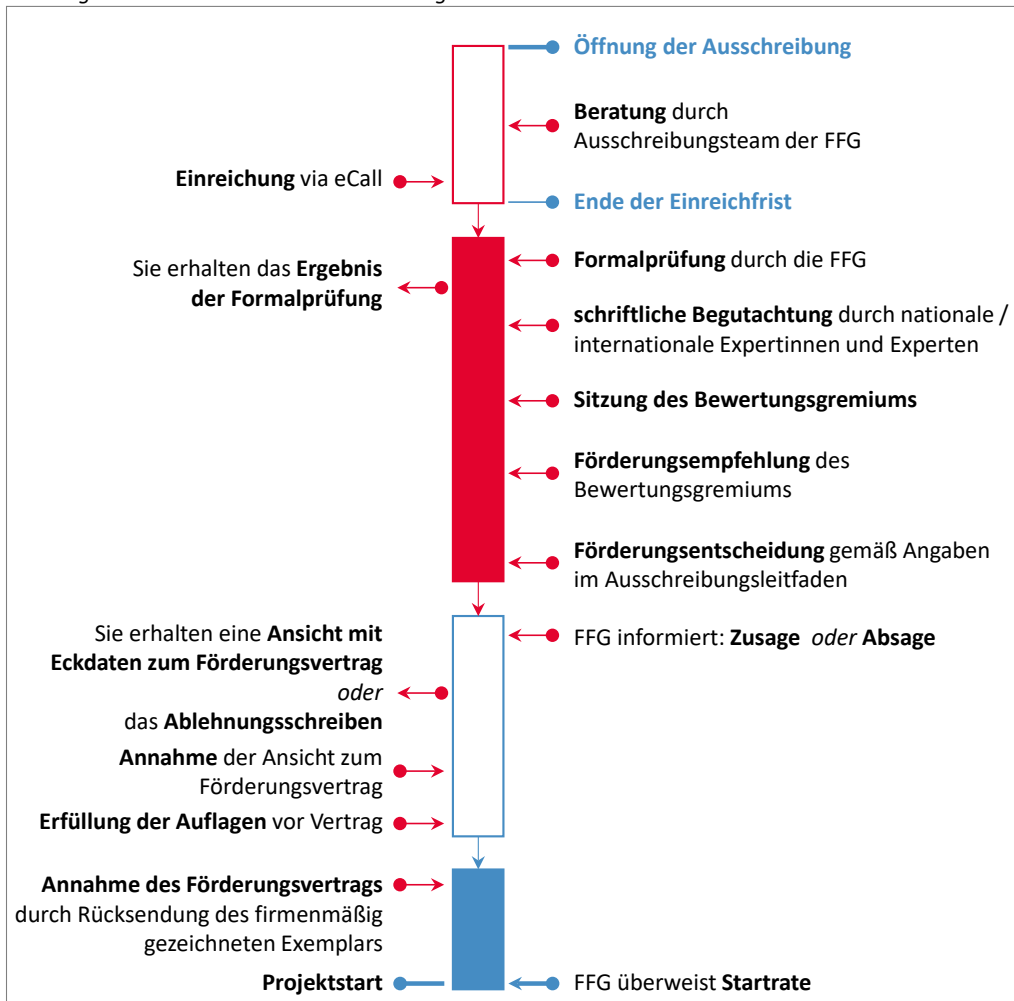 Öffnung der Ausschreibung
Beratung durch
Ausschreibungsteam der FFG
Einreichung via eCall
Ende der Einreichfrist
Formalprüfung durch die FFG
Sie erhalten das Ergebnis
der Formalprüfung
schriftliche Begutachtung durch nationale /
internationale Expertinnen und Experten
Sitzung des Bewertungsgremiums
Förderungsempfehlung des
Bewertungsgremiums
Förderungsentscheidung gemäß Angaben
im Ausschreibungsleitfaden
FFG informiert: Zusage oder Absage
Sie erhalten eine Ansicht mit
Eckdaten zum Förderungsvertrag
oder
das Ablehnungsschreiben
Annahme der Ansicht zum
Förderungsvertrag
Erfüllung der Auflagen vor Vertrag
Annahme des Förderungsvertrags
durch Rücksendung des firmenmäßig
gezeichneten Exemplars
Projektstart
FFG überweist Startrate